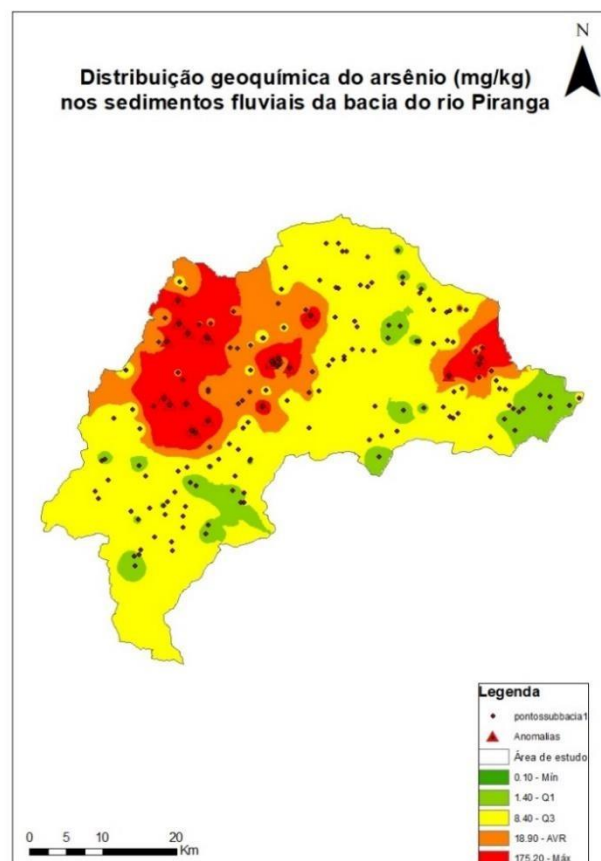 N
Distribuição geoquímica do arsênio (mg/kg)
nos sedimentos fluviais da bacia do rio Piranga
Legenda
pontossubbacia1
Anomalias
Área de estudo
0.10 - Mín
1.40 - Q1
8.40 - Q3
18.90 - AVR
175.20 - Máx
0 5 10 20
Km